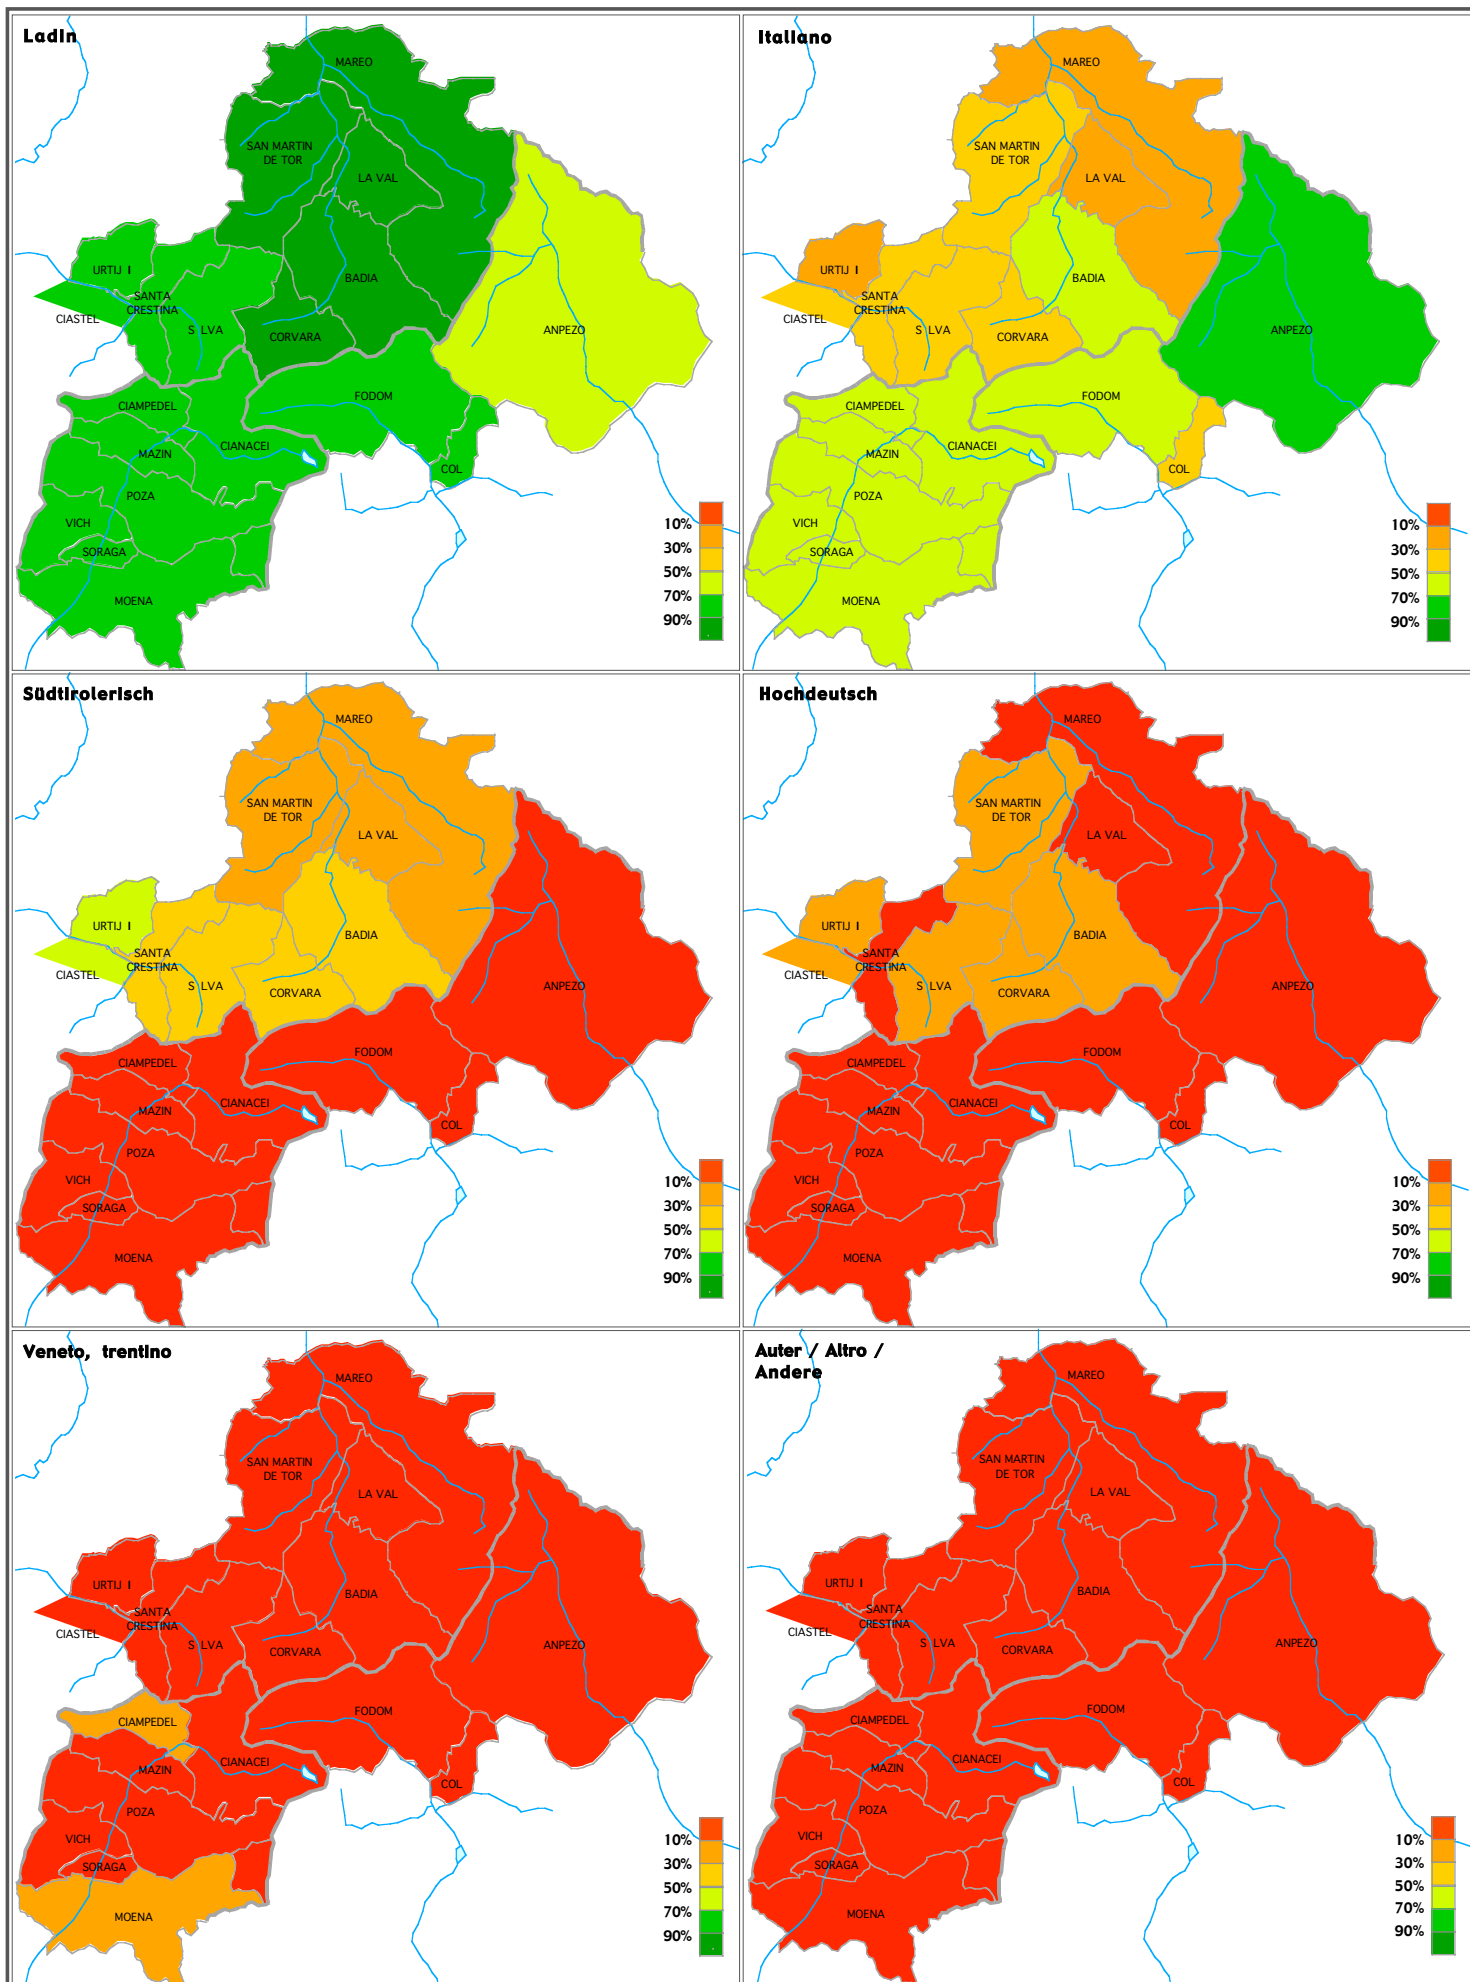 Ladin
MAREO
SAN MARTIN
DE TOR
LA VAL
URTIJ I
SANTA
CRESTINA
CIASTEL
S LVA
BADIA
CORVARA
ANPEZO
FODOM
CIAMPEDEL
CIANACEI
MAZIN
COL
POZA
VICH
SORAGA
MOENA
10%
30%
50%
70%
90%
Italiano
MAREO
SAN MARTIN
DE TOR
LA VAL
URTIJ I
SANTA
CRESTINA
CIASTEL
S LVA
BADIA
CORVARA
ANPEZO
FODOM
CIAMPEDEL
CIANACEI
MAZIN
COL
POZA
VICH
SORAGA
MOENA
10%
30%
50%
70%
90%
Südtirolerisch
MAREO
SAN MARTIN
DE TOR
LA VAL
URTIJ I
SANTA
CRESTINA
CIASTEL
S LVA
BADIA
CORVARA
ANPEZO
FODOM
CIAMPEDEL
CIANACEI
MAZIN
COL
POZA
VICH
SORAGA
MOENA
10%
30%
50%
70%
90%
Hochdeutsch
MAREO
SAN MARTIN
DE TOR
LA VAL
URTIJ I
SANTA
CRESTINA
CIASTEL
S LVA
BADIA
CORVARA
ANPEZO
FODOM
CIAMPEDEL
CIANACEI
MAZIN
COL
POZA
VICH
SORAGA
MOENA
10%
30%
50%
70%
90%
Veneto, trentino
MAREO
SAN MARTIN
DE TOR
LA VAL
URTIJ I
SANTA
CRESTINA
CIASTEL
S LVA
BADIA
CORVARA
ANPEZO
FODOM
CIAMPEDEL
CIANACEI
MAZIN
COL
POZA
VICH
SORAGA
MOENA
10%
30%
50%
70%
90%
Auter / Altro /
Andere
MAREO
SAN MARTIN
DE TOR
LA VAL
URTIJ I
SANTA
CRESTINA
CIASTEL
S LVA
BADIA
CORVARA
ANPEZO
FODOM
CIAMPEDEL
CIANACEI
MAZIN
COL
POZA
VICH
SORAGA
MOENA
10%
30%
50%
70%
90%